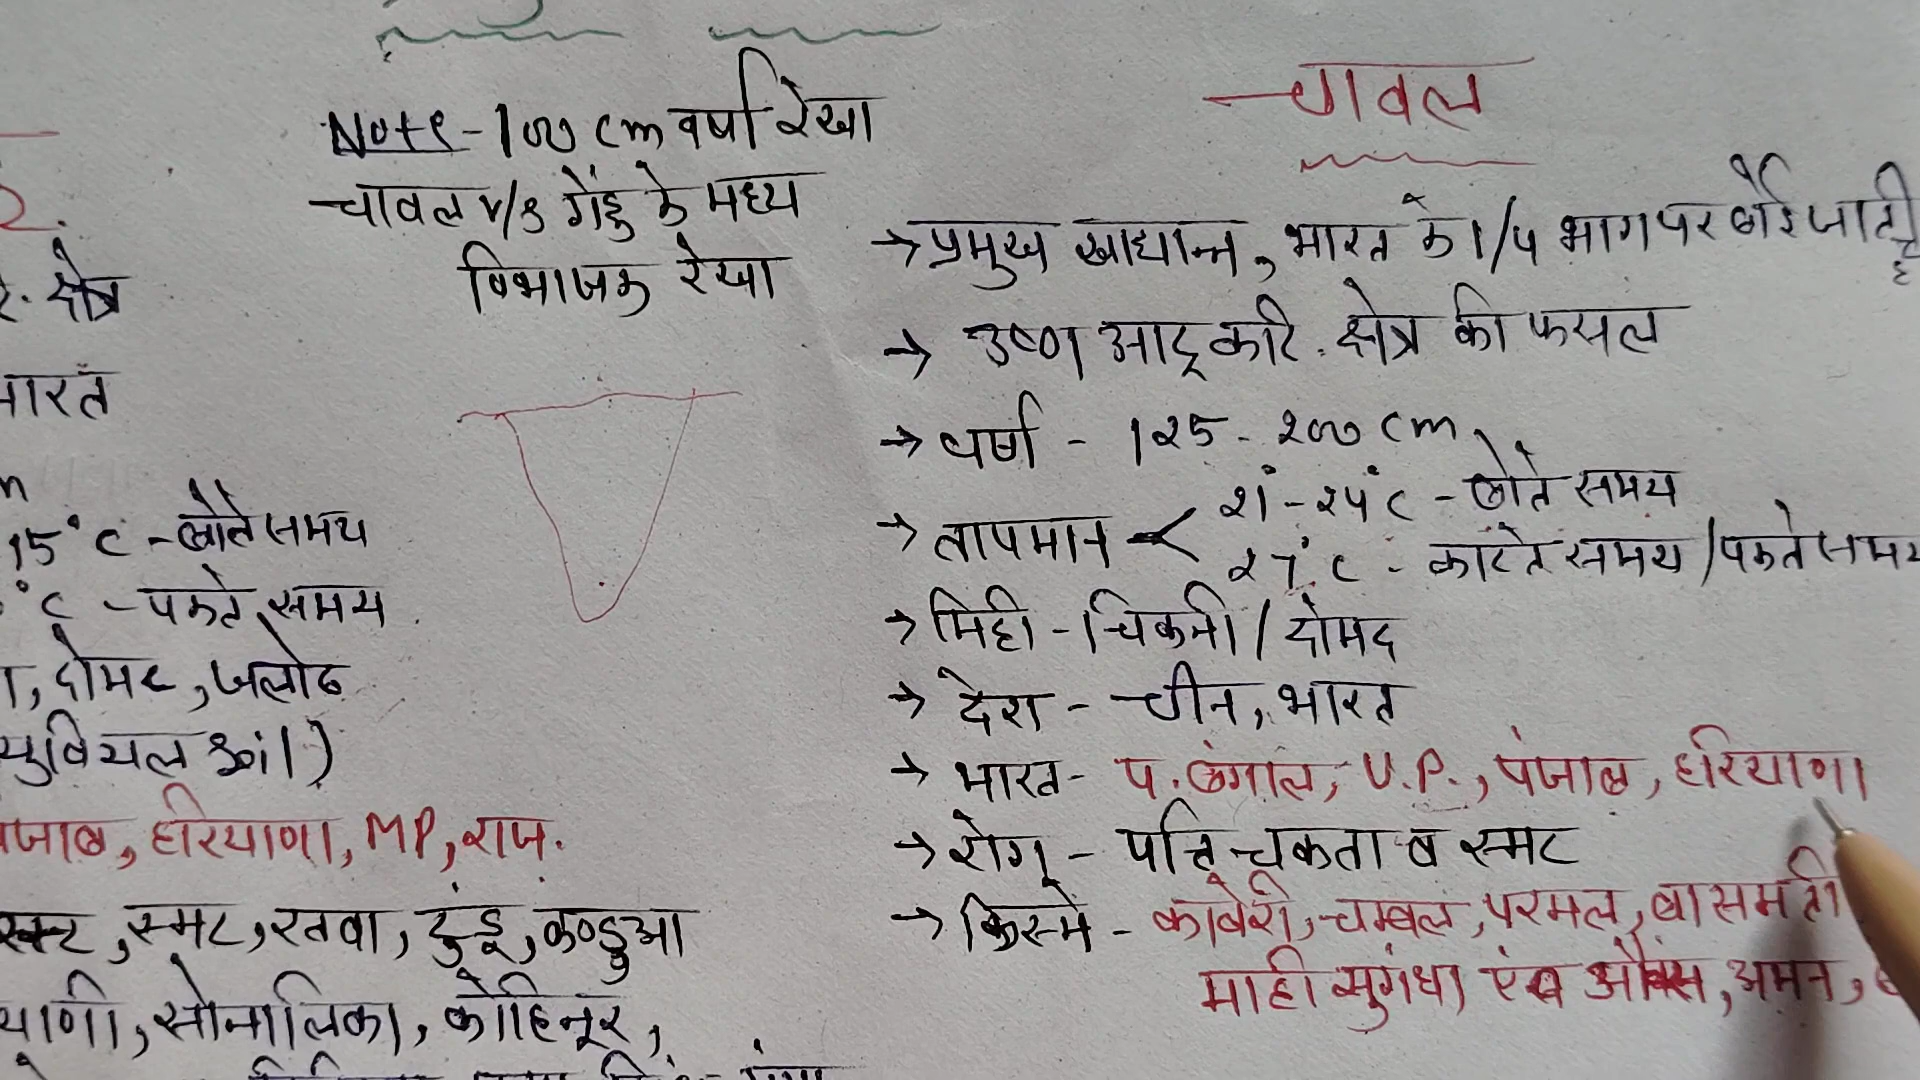 Note - 100 cm वर्षा रेखा
चावल v/s गेंहु के मध्य
विभाजक रेखा
2.
क्षेत्र
भारत
15°C - बोते समय
°C - पकते समय
दोमट, जलोढ
soil)
हरियाणा, MP, राज.
स्मट, रतवा, टुंडू, कण्डुआ
सोनालिका, कोहिनूर,
चावल
→ प्रमुख खाद्यान्न, भारत के 1/4 भाग पर बोई जाती है
→ उष्ण आद्र कटि. क्षेत्र की फसल
→ वर्षा - 125 - 200 cm
→ तापमान < 21° - 24°C - बोते समय
27°C - काटते समय / पकते समय
→ मिट्टी - चिकनी / दोमट
→ देश - चीन, भारत
→ भारत - प. बंगाल, U.P., पंजाब, हरियाणा
→ रोग - पत्ति चकता व स्मट
→ किस्मे - कावेरी, चम्बल, परमल, बासमती
माही सुगंधा एंव औस, अमन,